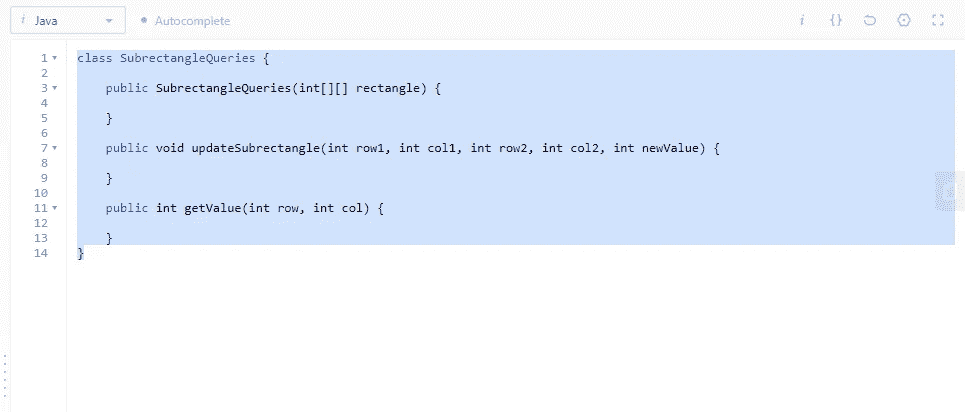 i Java
Autocomplete
i {}
1 class SubrectangleQueries {
2
3     public SubrectangleQueries(int[][] rectangle) {
4
5     }
6
7     public void updateSubrectangle(int row1, int col1, int row2, int col2, int newValue) {
8
9     }
10
11     public int getValue(int row, int col) {
12
13     }
14 }